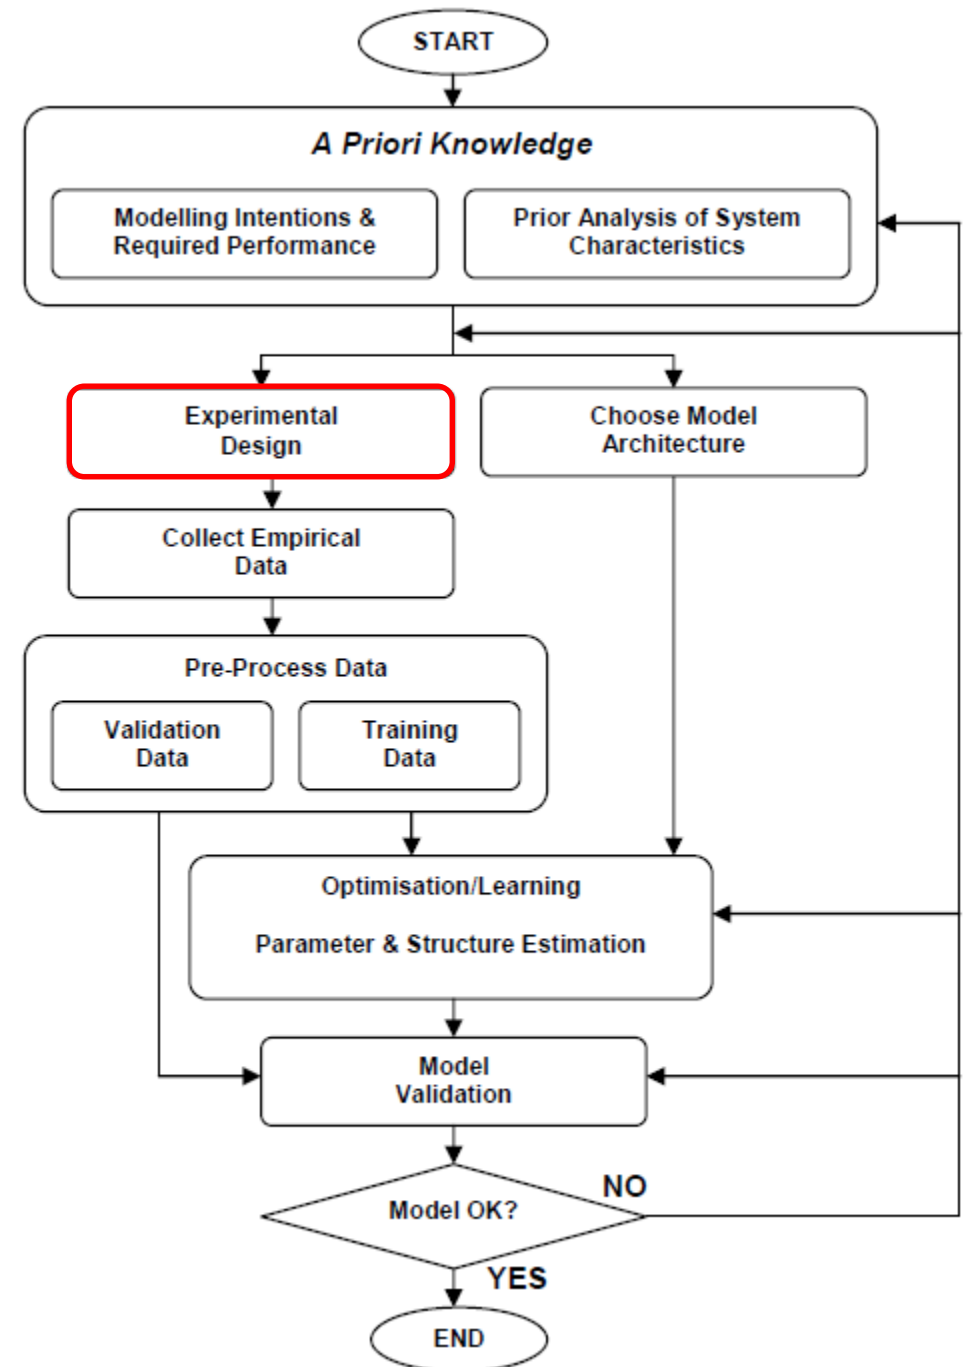 START
A Priori Knowledge
Modelling Intentions &
Required Performance
Prior Analysis of System
Characteristics
Experimental
Design
Choose Model
Architecture
Collect Empirical
Data
Pre-Process Data
Validation
Data
Training
Data
Optimisation/Learning
Parameter & Structure Estimation
Model
Validation
Model OK?
NO
YES
END